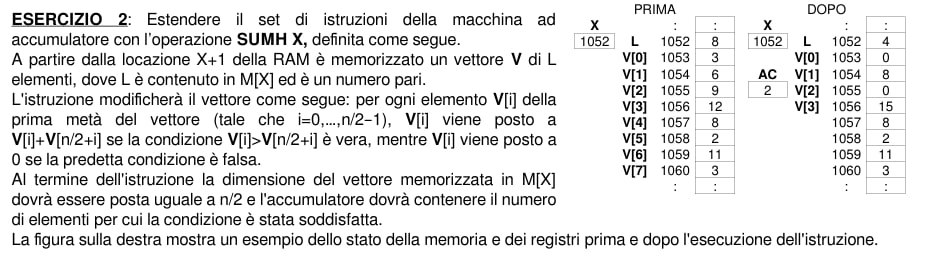 ESERCIZIO 2: Estendere il set di istruzioni della macchina ad
accumulatore con l'operazione SUMH X, definita come segue.
A partire dalla locazione X+1 della RAM è memorizzato un vettore V di L
elementi, dove L è contenuto in M[X] ed è un numero pari.
L'istruzione modificherà il vettore come segue: per ogni elemento V[i] della
prima metà del vettore (tale che i=0,...,n/2−1), V[i] viene posto a
V[i]+V[n/2+i] se la condizione V[i]>V[n/2+i] è vera, mentre V[i] viene posto a
0 se la predetta condizione è falsa.
Al termine dell'istruzione la dimensione del vettore memorizzata in M[X]
dovrà essere posta uguale a n/2 e l'accumulatore dovrà contenere il numero
di elementi per cui la condizione è stata soddisfatta.
La figura sulla destra mostra un esempio dello stato della memoria e dei registri prima e dopo l'esecuzione dell'istruzione.
PRIMA
X : :
1052 L 1052 8
V[0] 1053 3
V[1] 1054 6
V[2] 1055 9
V[3] 1056 12
V[4] 1057 8
V[5] 1058 2
V[6] 1059 11
V[7] 1060 3
: :
DOPO
X : :
1052 L 1052 4
V[0] 1053 0
AC V[1] 1054 8
2 V[2] 1055 0
V[3] 1056 15
1057 8
1058 2
1059 11
1060 3
: :